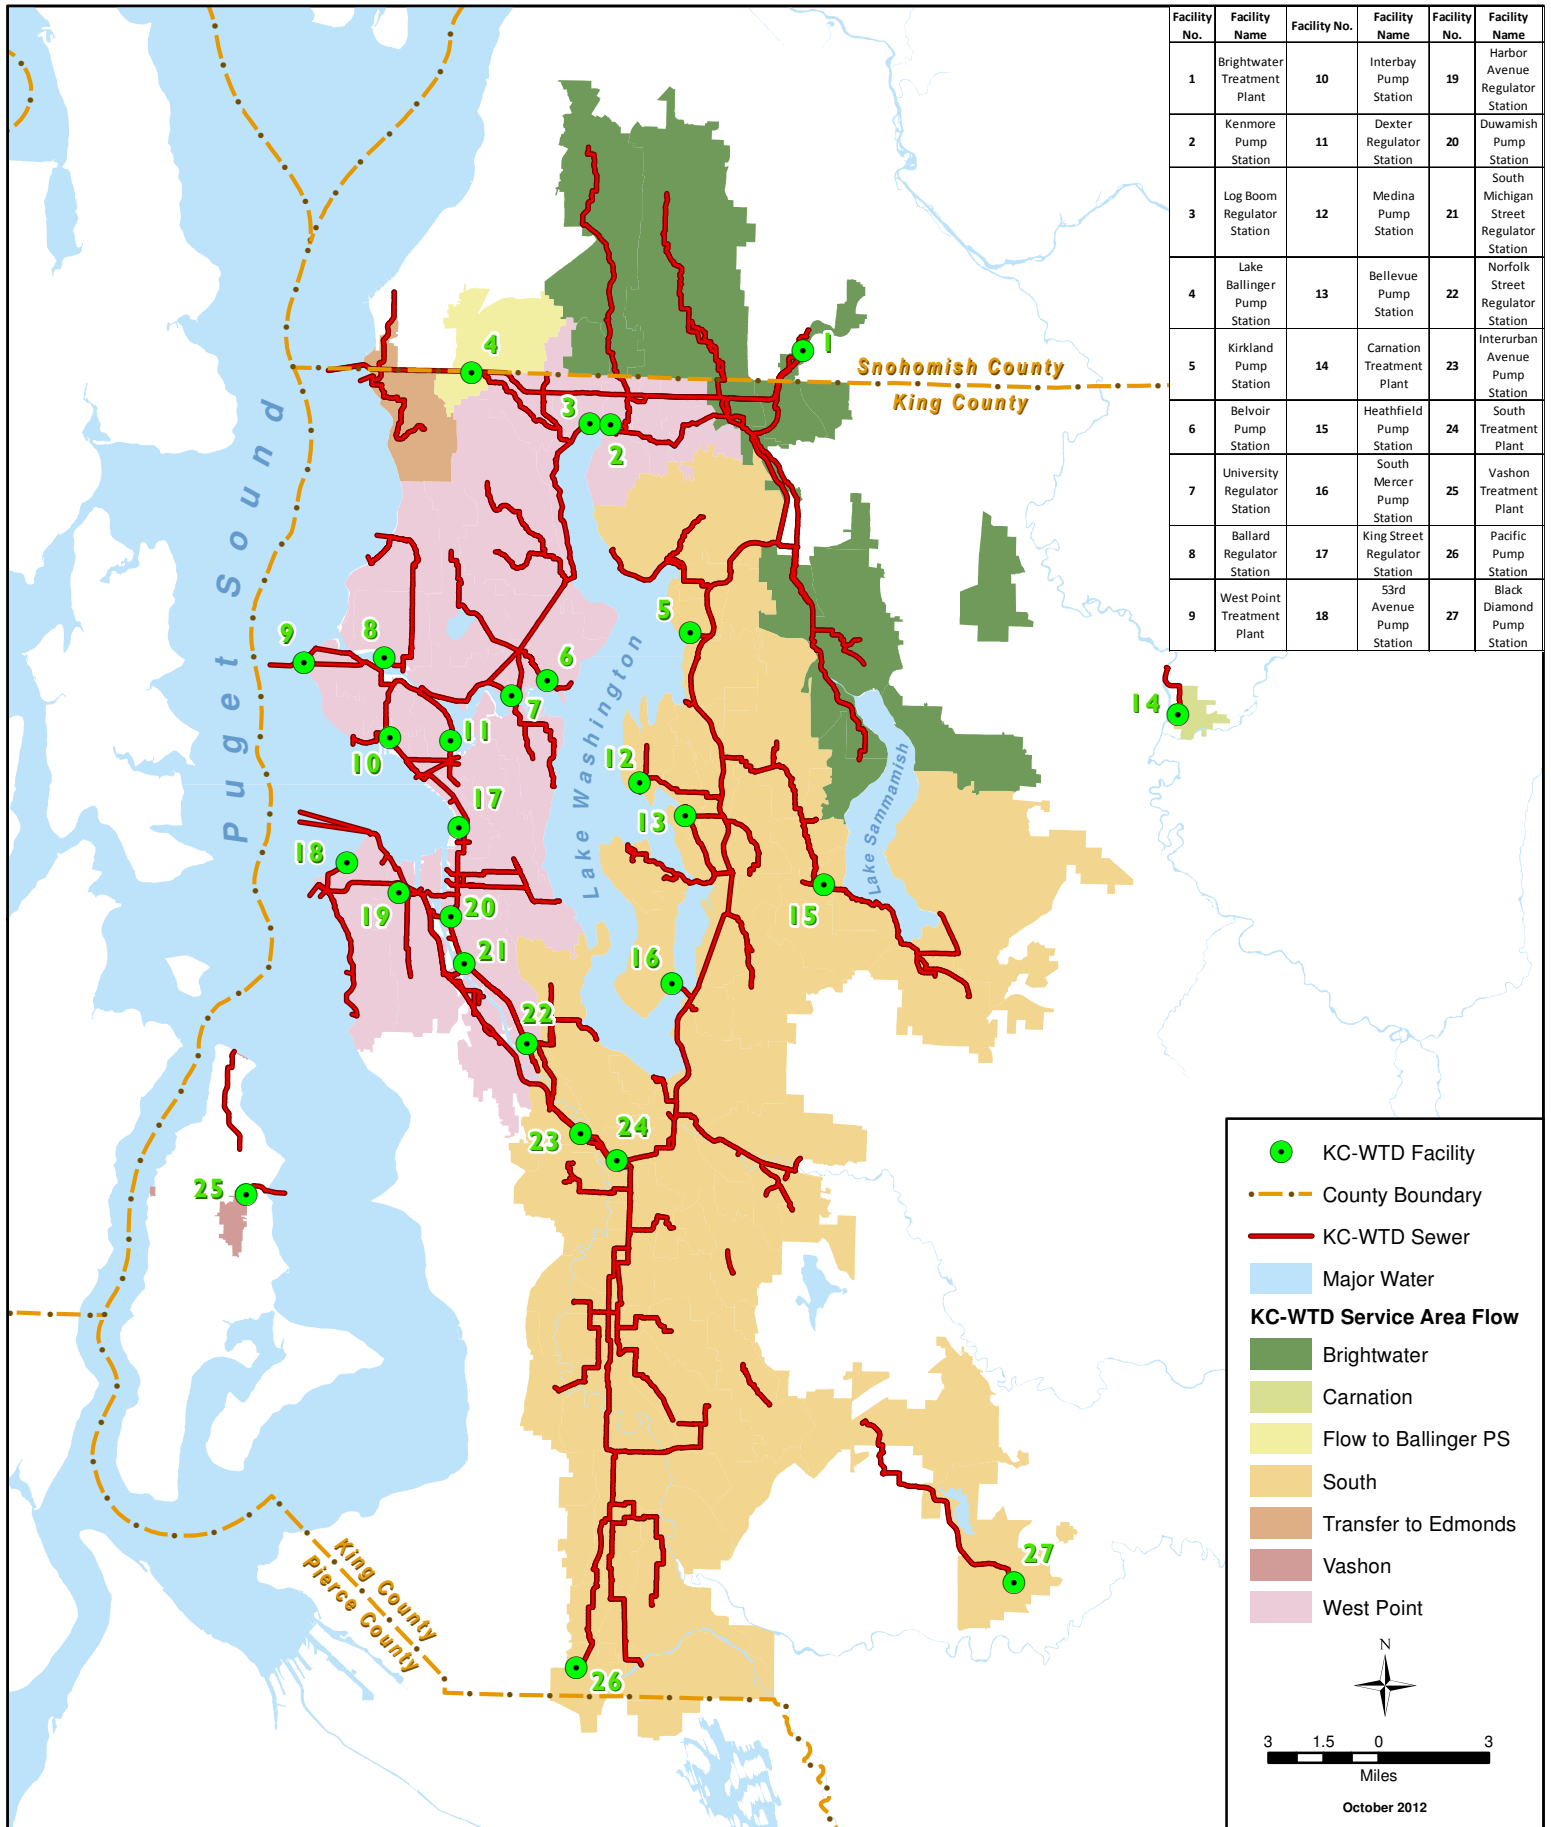 Facility No. Facility Name Facility No. Facility Name Facility No. Facility Name
1 Brightwater Treatment Plant 10 Interbay Pump Station 19 Harbor Avenue Regulator Station
2 Kenmore Pump Station 11 Dexter Regulator Station 20 Duwamish Pump Station
3 Log Boom Regulator Station 12 Medina Pump Station 21 South Michigan Street Regulator Station
4 Lake Ballinger Pump Station 13 Bellevue Pump Station 22 Norfolk Street Regulator Station
5 Kirkland Pump Station 14 Carnation Treatment Plant 23 Interurban Avenue Pump Station
6 Belvoir Pump Station 15 Heathfield Pump Station 24 South Treatment Plant
7 University Regulator Station 16 South Mercer Pump Station 25 Vashon Treatment Plant
8 Ballard Regulator Station 17 King Street Regulator Station 26 Pacific Pump Station
9 West Point Treatment Plant 18 53rd Avenue Pump Station 27 Black Diamond Pump Station
1
4
Snohomish County
King County
3
2
Puget Sound
5
8
9
6
Lake Washington
7
14
11
10
12
Lake Sammamish
17
13
18
19
20
15
21
16
22
23
24
25
27
King County
Pierce County
26
KC-WTD Facility
County Boundary
KC-WTD Sewer
Major Water
KC-WTD Service Area Flow
Brightwater
Carnation
Flow to Ballinger PS
South
Transfer to Edmonds
Vashon
West Point
N
3 1.5 0 3
Miles
October 2012